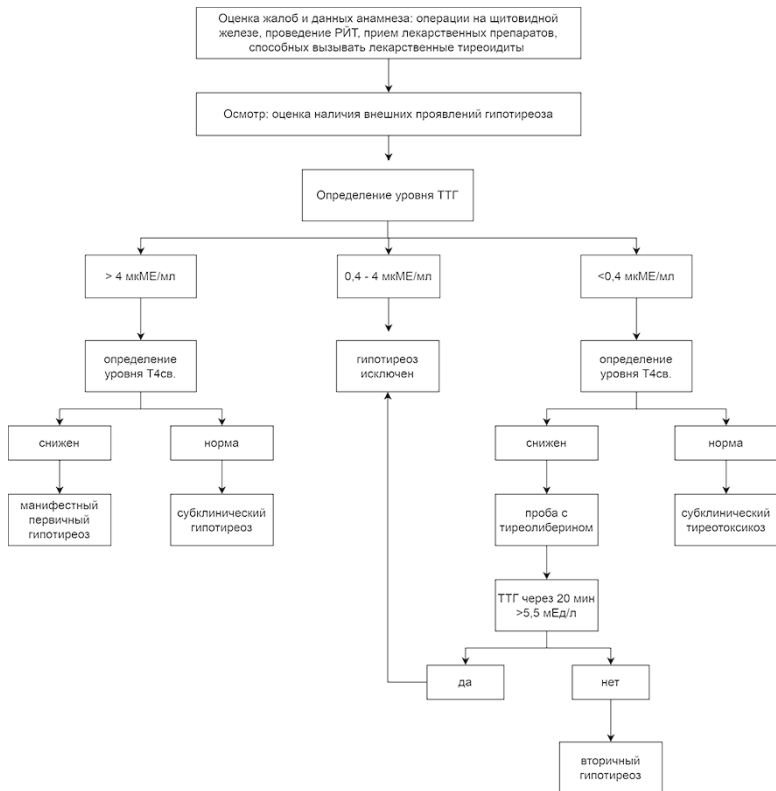 Оценка жалоб и данных анамнеза: операции на щитовидной
железе, проведение РЙТ, прием лекарственных препаратов,
способных вызывать лекарственные тиреоидиты
Осмотр: оценка наличия внешних проявлений гипотиреоза
Определение уровня ТТГ
> 4 мкМЕ/мл
0,4 - 4 мкМЕ/мл
<0,4 мкМЕ/мл
определение
уровня Т4св.
гипотиреоз
исключен
определение
уровня Т4св.
снижен
норма
снижен
норма
манифестный
первичный
гипотиреоз
субклинический
гипотиреоз
проба с
тиреолиберином
субклинический
тиреотоксикоз
ТТГ через 20 мин
>5,5 мЕд/л
да
нет
вторичный
гипотиреоз